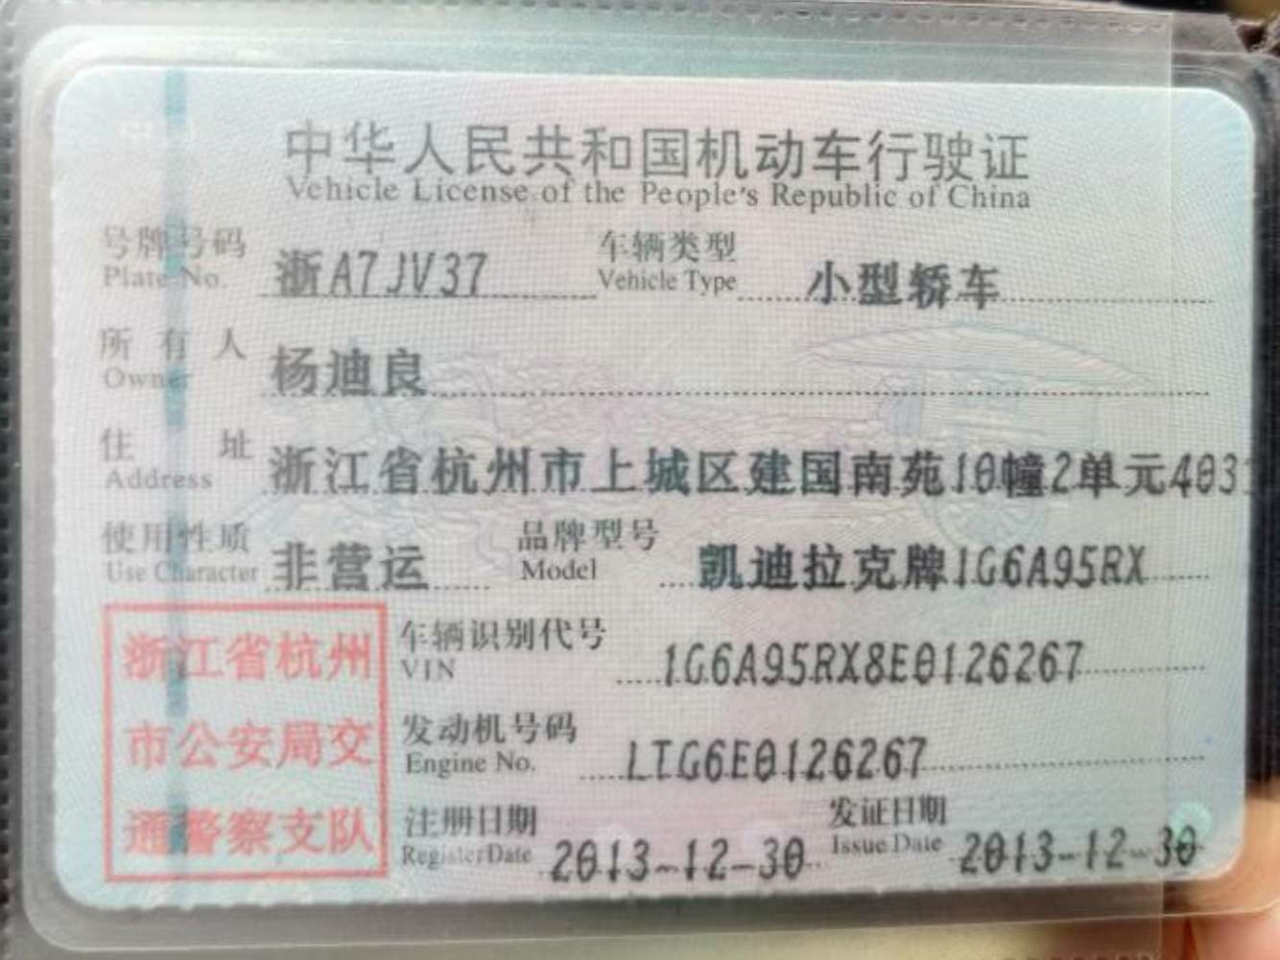 中华人民共和国机动车行驶证
Vehicle License of the People's Republic of China
号牌号码 浙A7JV37 车辆类型 小型轿车
Plate No. Vehicle Type
所有人 杨迪良
Owner
住址 浙江省杭州市上城区建国南苑10幢2单元403
Address
使用性质 非营运 品牌型号 凯迪拉克牌1G6A95RX
Use Character Model
浙江省杭州
市公安局交
通警察支队
车辆识别代号 1G6A95RX8E0126267
VIN
发动机号码 LTG6E0126267
Engine No.
注册日期 2013-12-30 发证日期 2013-12-30
Register Date Issue Date